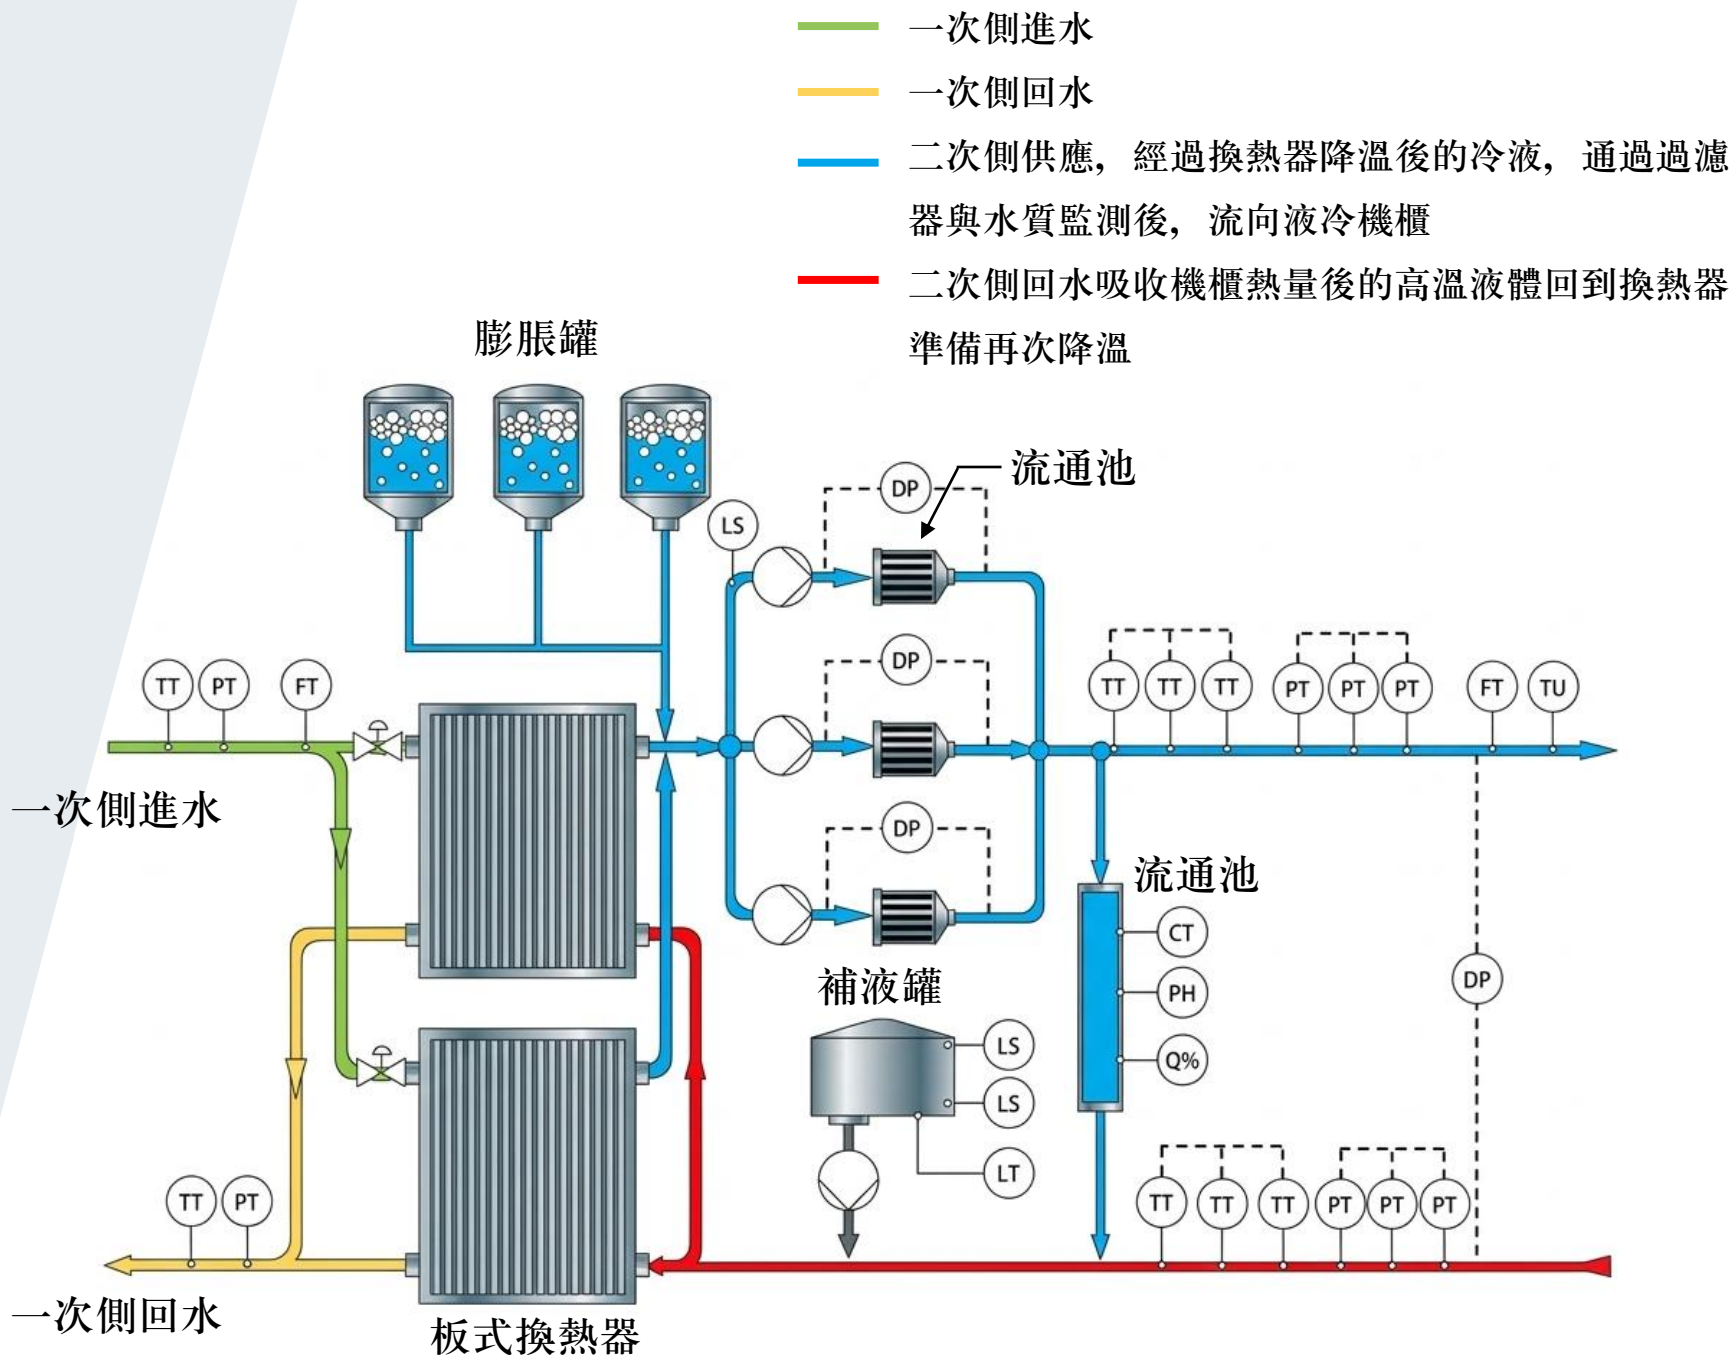 一次側進水
一次側回水
二次側供應，經過換熱器降溫後的冷液，通過過濾
器與水質監測後，流向液冷機櫃
二次側回水吸收機櫃熱量後的高溫液體回到換熱器
準備再次降溫
膨脹罐
流通池
DP
LS
DP
TT PT FT
TT TT TT PT PT PT FT TU
一次側進水
DP
流通池
CT
PH
Q%
DP
補液罐
LS
LS
LT
TT PT
TT TT TT PT PT PT
一次側回水
板式換熱器